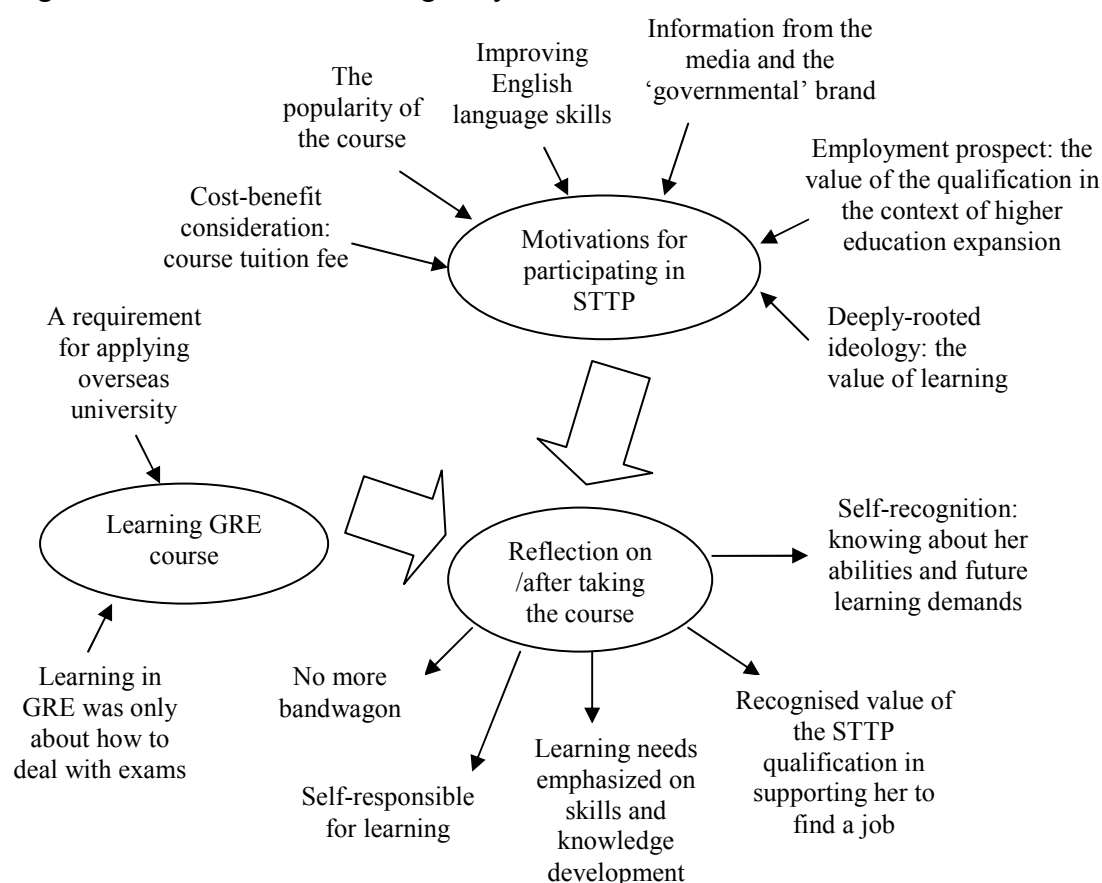 Information from the
media and the
‘governmental’ brand
Improving
English
language skills
The
popularity of
the course
Employment prospect: the
value of the qualification in
the context of higher
education expansion
Cost-benefit
consideration:
course tuition fee
Motivations for
participating in
STTP
Deeply-rooted
ideology: the
value of learning
A requirement
for applying
overseas
university
Learning GRE
course
Reflection on
/after taking
the course
Self-recognition:
knowing about her
abilities and future
learning demands
Learning in
GRE was only
about how to
deal with exams
No more
bandwagon
Self-responsible
for learning
Learning needs
emphasized on
skills and
knowledge
development
Recognised value of
the STTP
qualification in
supporting her to
find a job